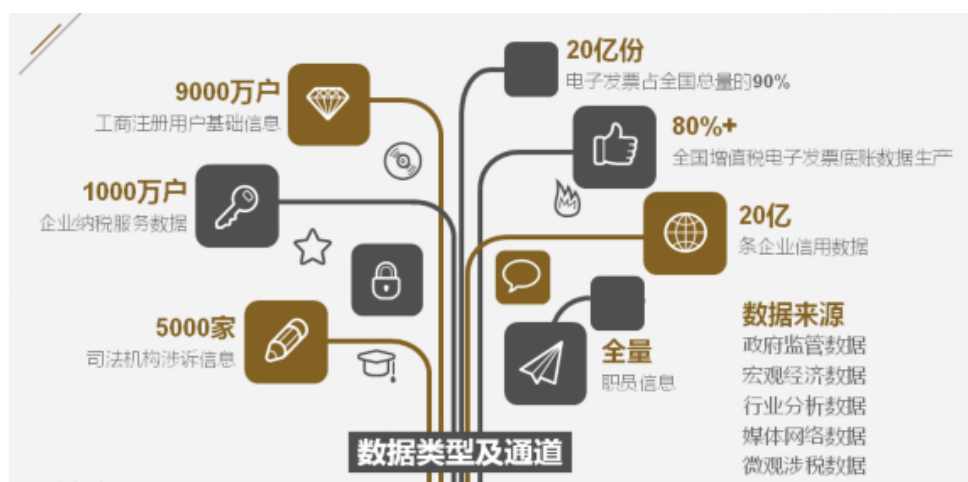 9000万户
工商注册用户基础信息
1000万户
企业纳税服务数据
5000家
司法机构涉诉信息
20亿份
电子发票占全国总量的90%
80%+
全国增值税电子发票底账数据生产
20亿
条企业信用数据
全量
职员信息
数据来源
政府监管数据
宏观经济数据
行业分析数据
媒体网络数据
微观涉税数据
数据类型及通道